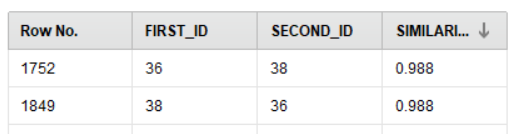 Row No. FIRST_ID SECOND_ID SIMILARI... ↓
1752 36 38 0.988
1849 38 36 0.988